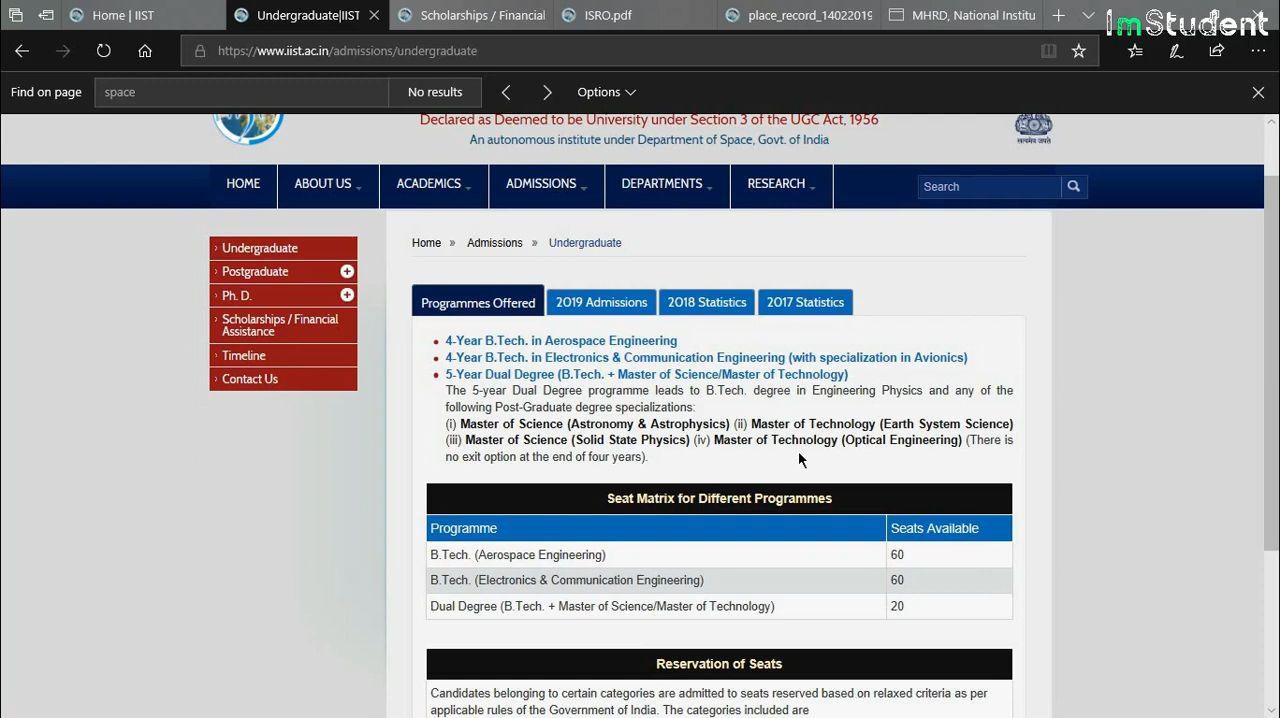 Home | IIST
Undergraduate|IIST
Scholarships / Financial
ISRO.pdf
place_record_14022019
MHRD, National Institu
ImStudent
https://www.iist.ac.in/admissions/undergraduate
Find on page
space
No results
Options
Declared as Deemed to be University under Section 3 of the UGC Act, 1956
An autonomous institute under Department of Space, Govt. of India
सत्यमेव जयते
HOME
ABOUT US
ACADEMICS
ADMISSIONS
DEPARTMENTS
RESEARCH
Search
Undergraduate
Postgraduate
Ph. D.
Scholarships / Financial
Assistance
Timeline
Contact Us
Home » Admissions » Undergraduate
Programmes Offered
2019 Admissions
2018 Statistics
2017 Statistics
4-Year B.Tech. in Aerospace Engineering
4-Year B.Tech. in Electronics & Communication Engineering (with specialization in Avionics)
5-Year Dual Degree (B.Tech. + Master of Science/Master of Technology)
The 5-year Dual Degree programme leads to B.Tech. degree in Engineering Physics and any of the
following Post-Graduate degree specializations:
(i) Master of Science (Astronomy & Astrophysics) (ii) Master of Technology (Earth System Science)
(iii) Master of Science (Solid State Physics) (iv) Master of Technology (Optical Engineering) (There is
no exit option at the end of four years).
Seat Matrix for Different Programmes
Programme Seats Available
B.Tech. (Aerospace Engineering) 60
B.Tech. (Electronics & Communication Engineering) 60
Dual Degree (B.Tech. + Master of Science/Master of Technology) 20
Reservation of Seats
Candidates belonging to certain categories are admitted to seats reserved based on relaxed criteria as per
applicable rules of the Government of India. The categories included are